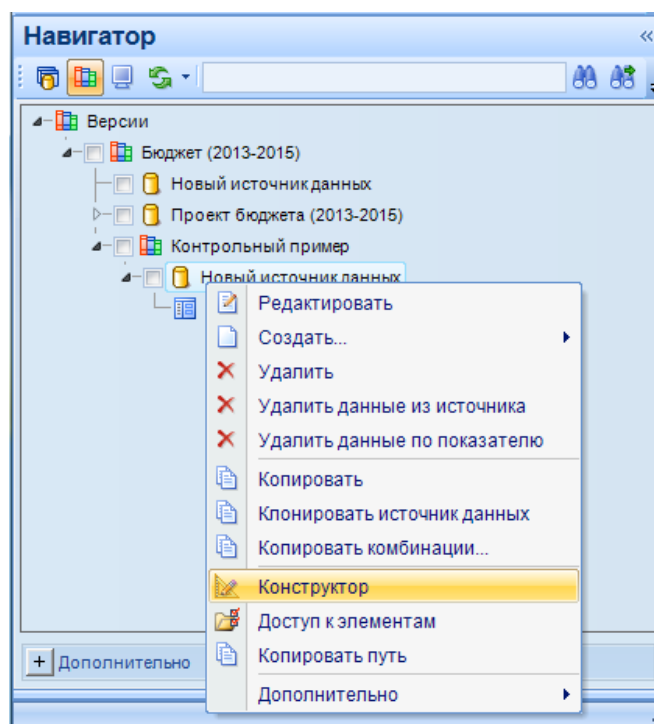 Навигатор
Версии
Бюджет (2013-2015)
Новый источник данных
Проект бюджета (2013-2015)
Контрольный пример
Новый источник данных
Редактировать
Создать...
Удалить
Удалить данные из источника
Удалить данные по показателю
Копировать
Клонировать источник данных
Копировать комбинации...
Конструктор
Доступ к элементам
Копировать путь
Дополнительно
Дополнительно